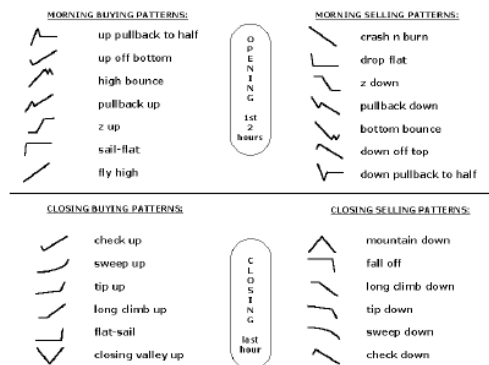 MORNING BUYING PATTERNS:
up pullback to half
up off bottom
high bounce
pullback up
z up
sail-flat
fly high
OPENING
1st
2
hours
MORNING SELLING PATTERNS:
crash n burn
drop flat
z down
pullback down
bottom bounce
down off top
down pullback to half
CLOSING BUYING PATTERNS:
check up
sweep up
tip up
long climb up
flat-sail
closing valley up
CLOSING
last
hour
CLOSING SELLING PATTERNS:
mountain down
fall off
long climb down
tip down
sweep down
check down